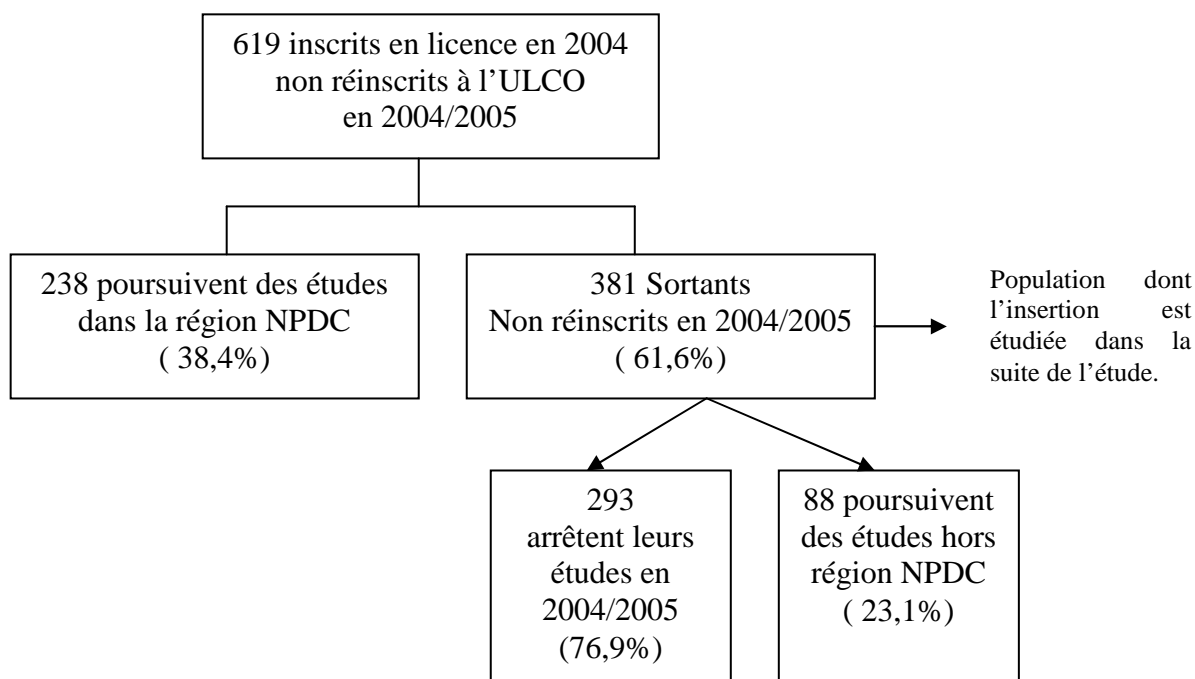 619 inscrits en licence en 2004
non réinscrits à l’ULCO
en 2004/2005
238 poursuivent des études
dans la région NPDC
( 38,4%)
381 Sortants
Non réinscrits en 2004/2005
( 61,6%)
Population dont
l’insertion est
étudiée dans la
suite de l’étude.
293
arrêtent leurs
études en
2004/2005
(76,9%)
88 poursuivent
des études hors
région NPDC
( 23,1%)